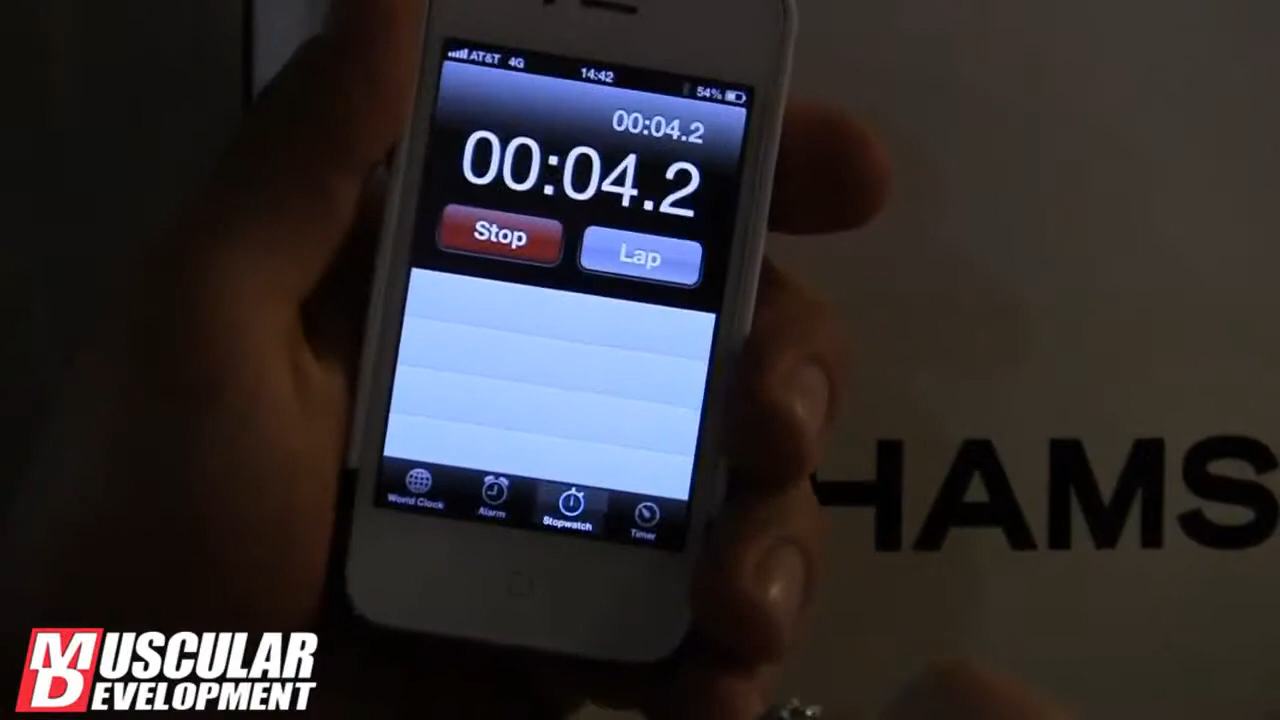 AT&T 4G 14:42 54%
00:04.2
00:04.2
Stop Lap
World Clock Alarm Stopwatch Timer
HAMS
MD MUSCULAR
DEVELOPMENT